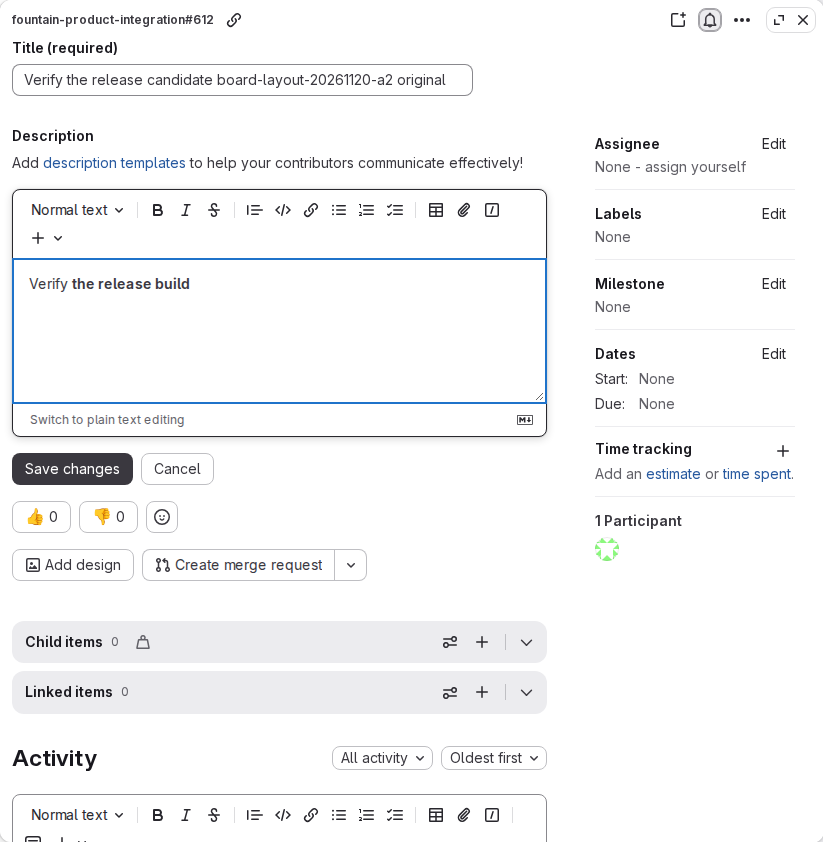 fountain-product-integration#612
Title (required)
Verify the release candidate board-layout-20261120-a2 original
Description
Add description templates to help your contributors communicate effectively!
Normal text
Verify the release build
Switch to plain text editing
Save changes
Cancel
👍 0
👎 0
Add design
Create merge request
Child items 0
Linked items 0
Activity
All activity
Oldest first
Normal text
Assignee
Edit
None - assign yourself
Labels
Edit
None
Milestone
Edit
None
Dates
Edit
Start: None
Due: None
Time tracking
Add an estimate or time spent.
1 Participant